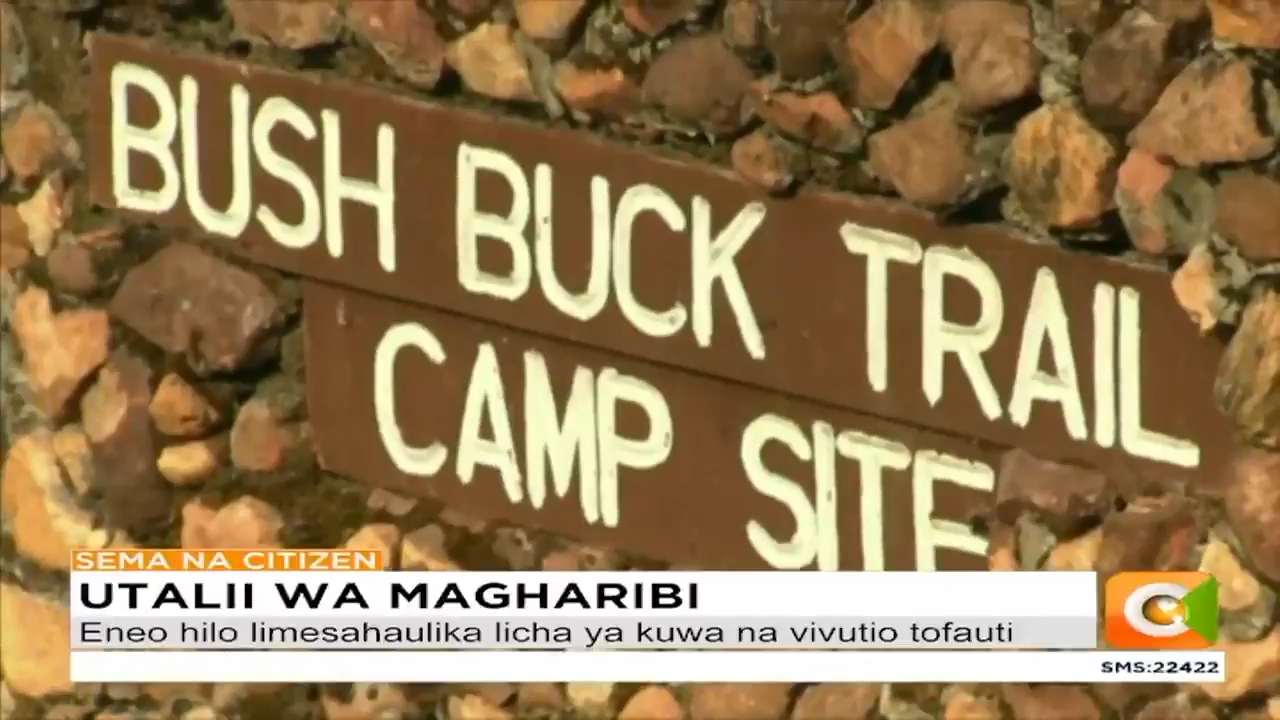 BUSH BUCK TRAIL
CAMP SITE
SEMA NA CITIZEN
UTALII WA MAGHARIBI
Eneo hilo limesahaulika licha ya kuwa na vivutio tofauti
SMS:22422